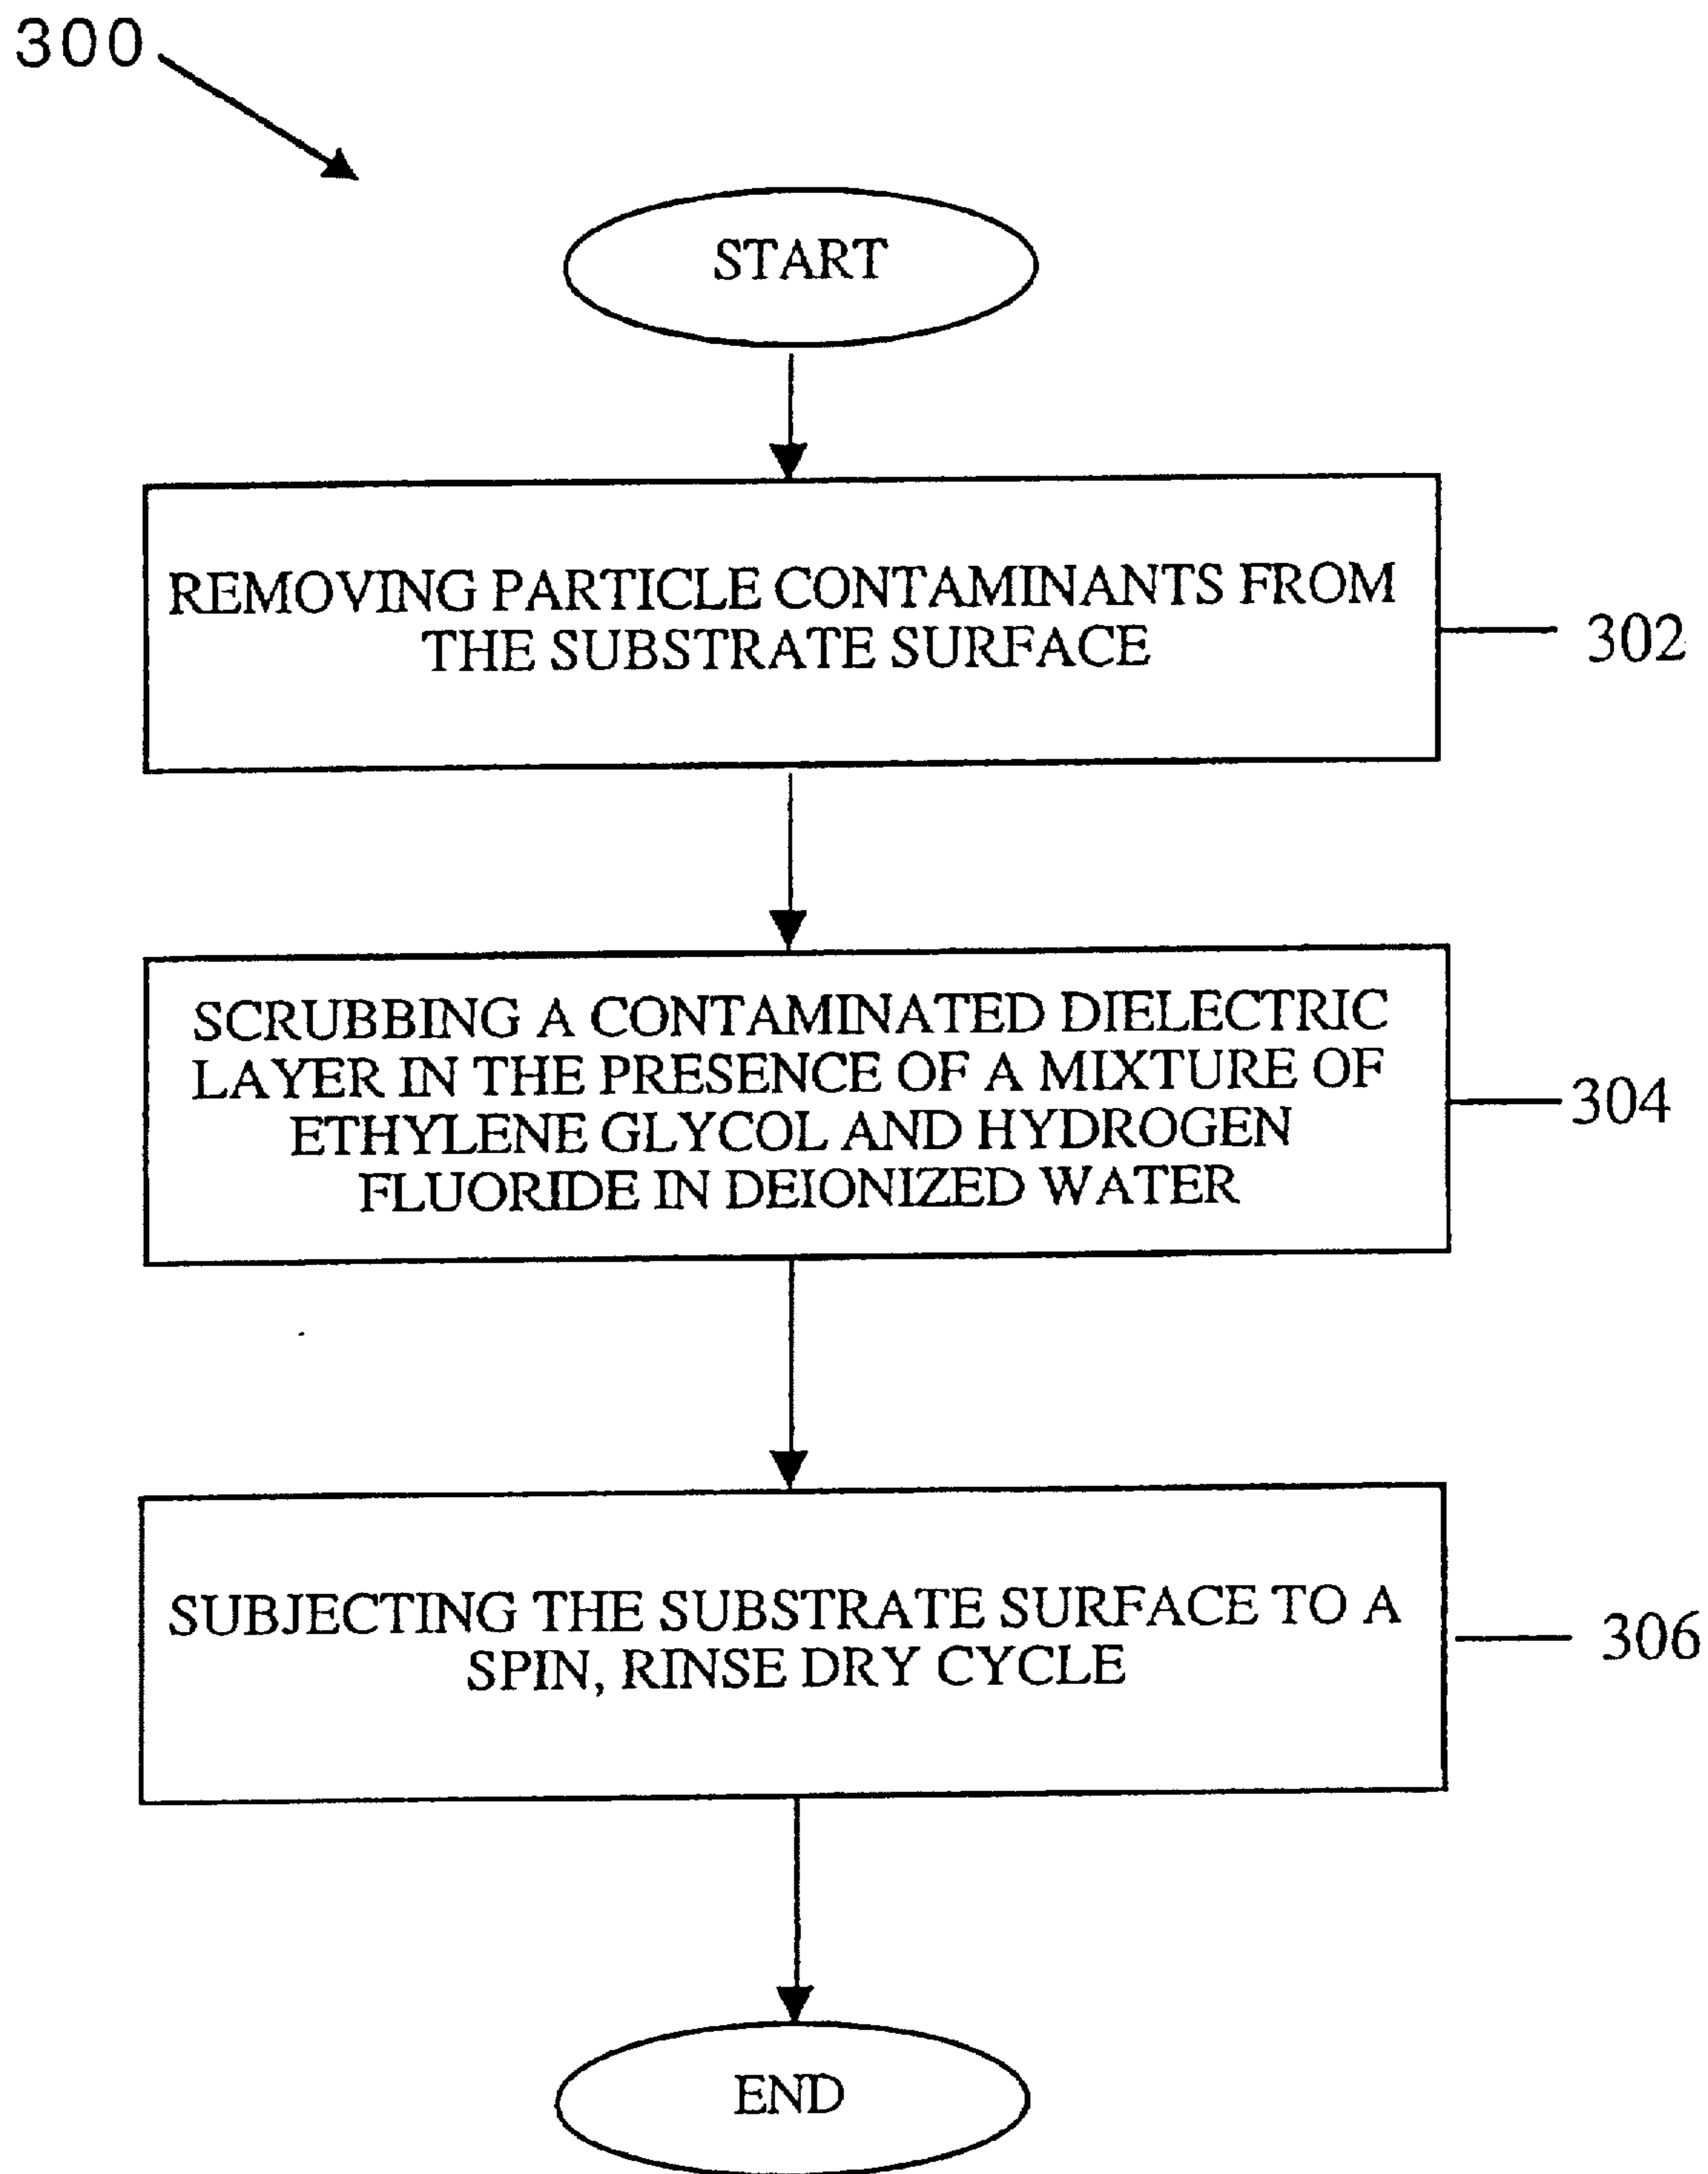 300
START
REMOVING PARTICLE CONTAMINANTS FROM
THE SUBSTRATE SURFACE
302
SCRUBBING A CONTAMINATED DIELECTRIC
LAYER IN THE PRESENCE OF A MIXTURE OF
ETHYLENE GLYCOL AND HYDROGEN
FLUORIDE IN DEIONIZED WATER
304
SUBJECTING THE SUBSTRATE SURFACE TO A
SPIN, RINSE DRY CYCLE
306
END